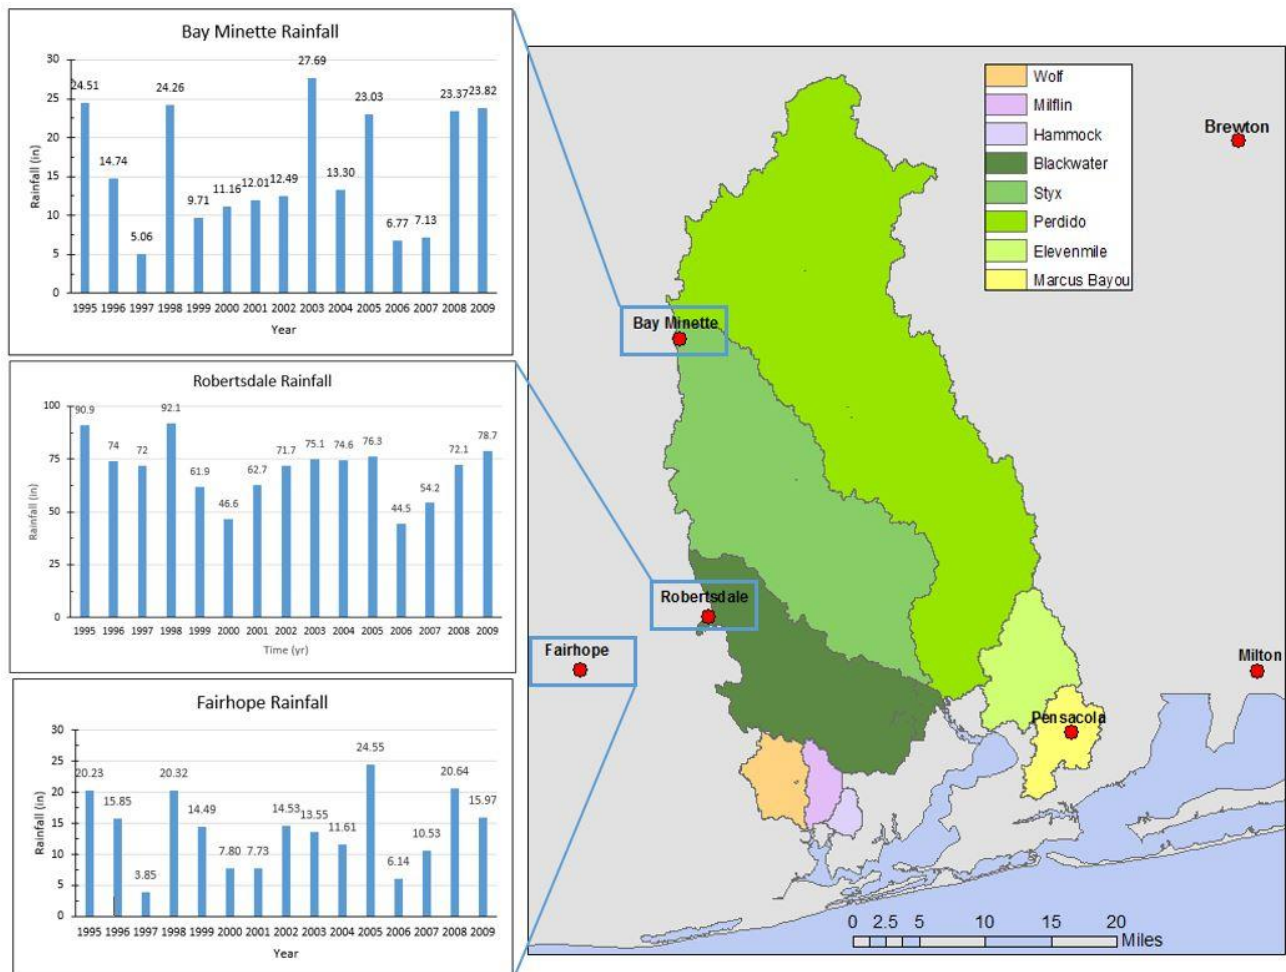 Bay Minette Rainfall
30
25
20
15
10
5
0
Rainfall (in)
24.51
14.74
5.06
24.26
9.71
11.16
12.01
12.49
27.69
13.30
23.03
6.77
7.13
23.37
23.82
1995 1996 1997 1998 1999 2000 2001 2002 2003 2004 2005 2006 2007 2008 2009
Year
Robertsdale Rainfall
100
75
50
25
0
Rainfall (in)
90.9
74
72
92.1
61.9
46.6
62.7
71.7
75.1
74.6
76.3
44.5
54.2
72.1
78.7
1995 1996 1997 1998 1999 2000 2001 2002 2003 2004 2005 2006 2007 2008 2009
Time (yr)
Fairhope Rainfall
30
25
20
15
10
5
0
Rainfall (in)
20.23
15.85
3.85
20.32
14.49
7.80
7.73
14.53
13.55
11.61
24.55
6.14
10.53
20.64
15.97
1995 1996 1997 1998 1999 2000 2001 2002 2003 2004 2005 2006 2007 2008 2009
Year
Wolf
Milflin
Hammock
Blackwater
Styx
Perdido
Elevenmile
Marcus Bayou
Brewton
Bay Minette
Robertsdale
Fairhope
Milton
Pensacola
0 2.5 5 10 15 20
Miles